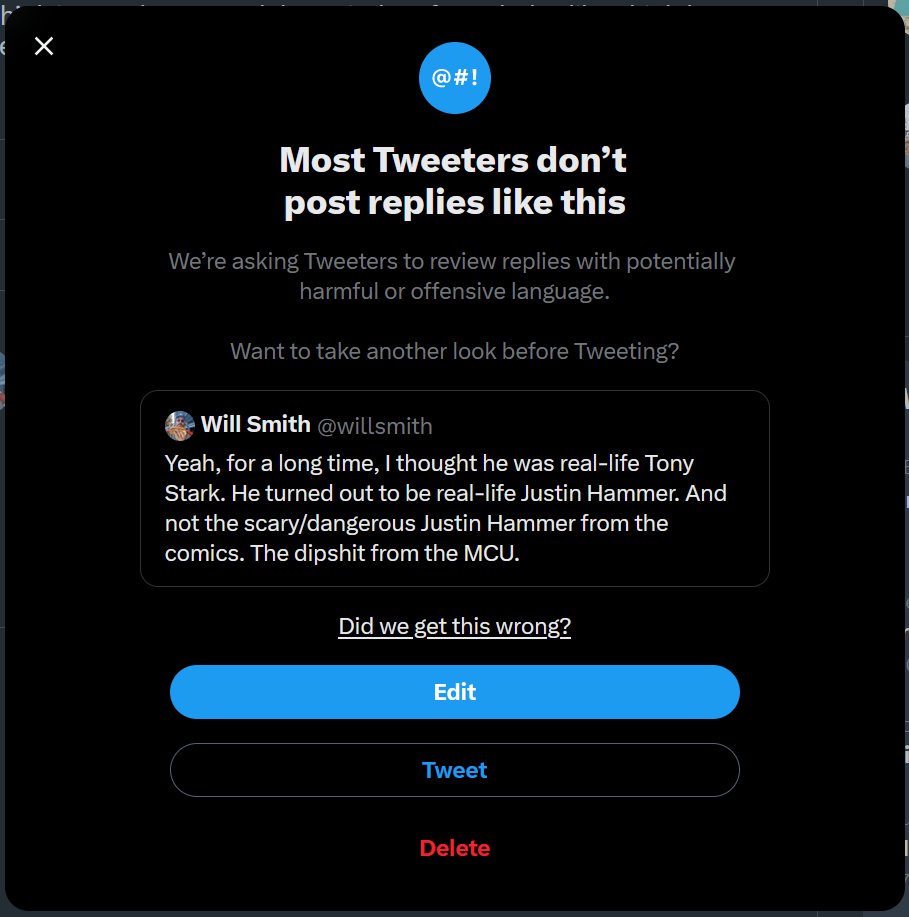 @#!
Most Tweeters don’t
post replies like this
We’re asking Tweeters to review replies with potentially
harmful or offensive language.
Want to take another look before Tweeting?
Will Smith @willsmith
Yeah, for a long time, I thought he was real-life Tony
Stark. He turned out to be real-life Justin Hammer. And
not the scary/dangerous Justin Hammer from the
comics. The dipshit from the MCU.
Did we get this wrong?
Edit
Tweet
Delete